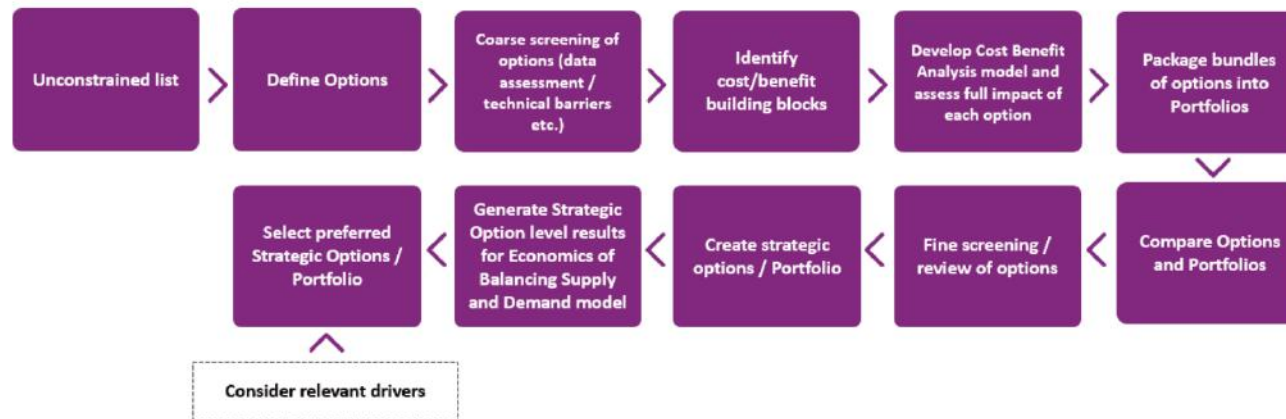 Unconstrained list
Define Options
Coarse screening of
options (data
assessment /
technical barriers
etc.)
Identify
cost/benefit
building blocks
Develop Cost Benefit
Analysis model and
assess full impact of
each option
Package bundles
of options into
Portfolios
Compare Options
and Portfolios
Fine screening /
review of options
Create strategic
options / Portfolio
Generate Strategic
Option level results
for Economics of
Balancing Supply
and Demand model
Select preferred
Strategic Options /
Portfolio
Consider relevant drivers